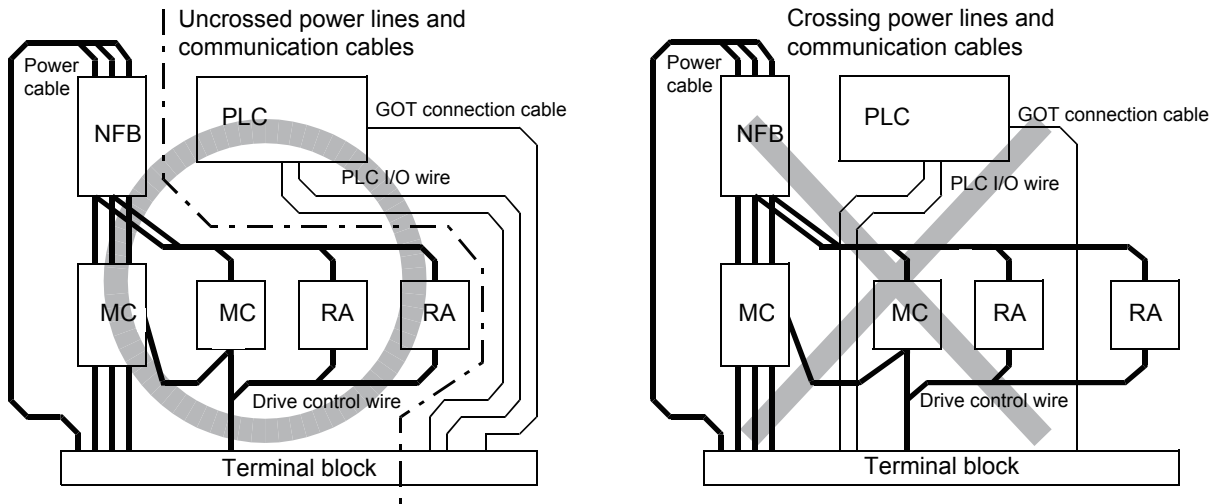 Uncrossed power lines and
communication cables
Power
cable
NFB
PLC
GOT connection cable
PLC I/O wire
MC
MC
RA
RA
Drive control wire
Terminal block
Crossing power lines and
communication cables
Power
cable
NFB
PLC
GOT connection cable
PLC I/O wire
MC
MC
RA
RA
Drive control wire
Terminal block